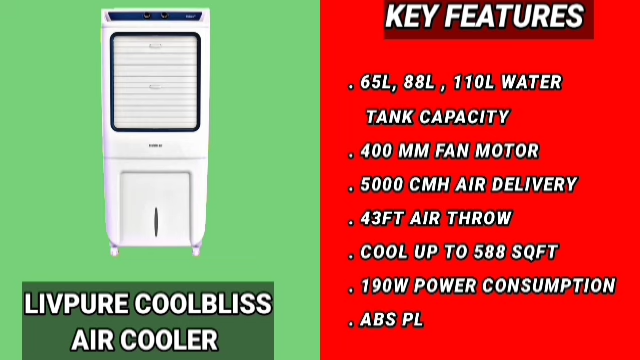 KEY FEATURES
. 65L, 88L , 110L WATER
TANK CAPACITY
. 400 MM FAN MOTOR
. 5000 CMH AIR DELIVERY
. 43FT AIR THROW
. COOL UP TO 588 SQFT
. 190W POWER CONSUMPTION
. ABS PL
LIVPURE COOLBLISS
AIR COOLER